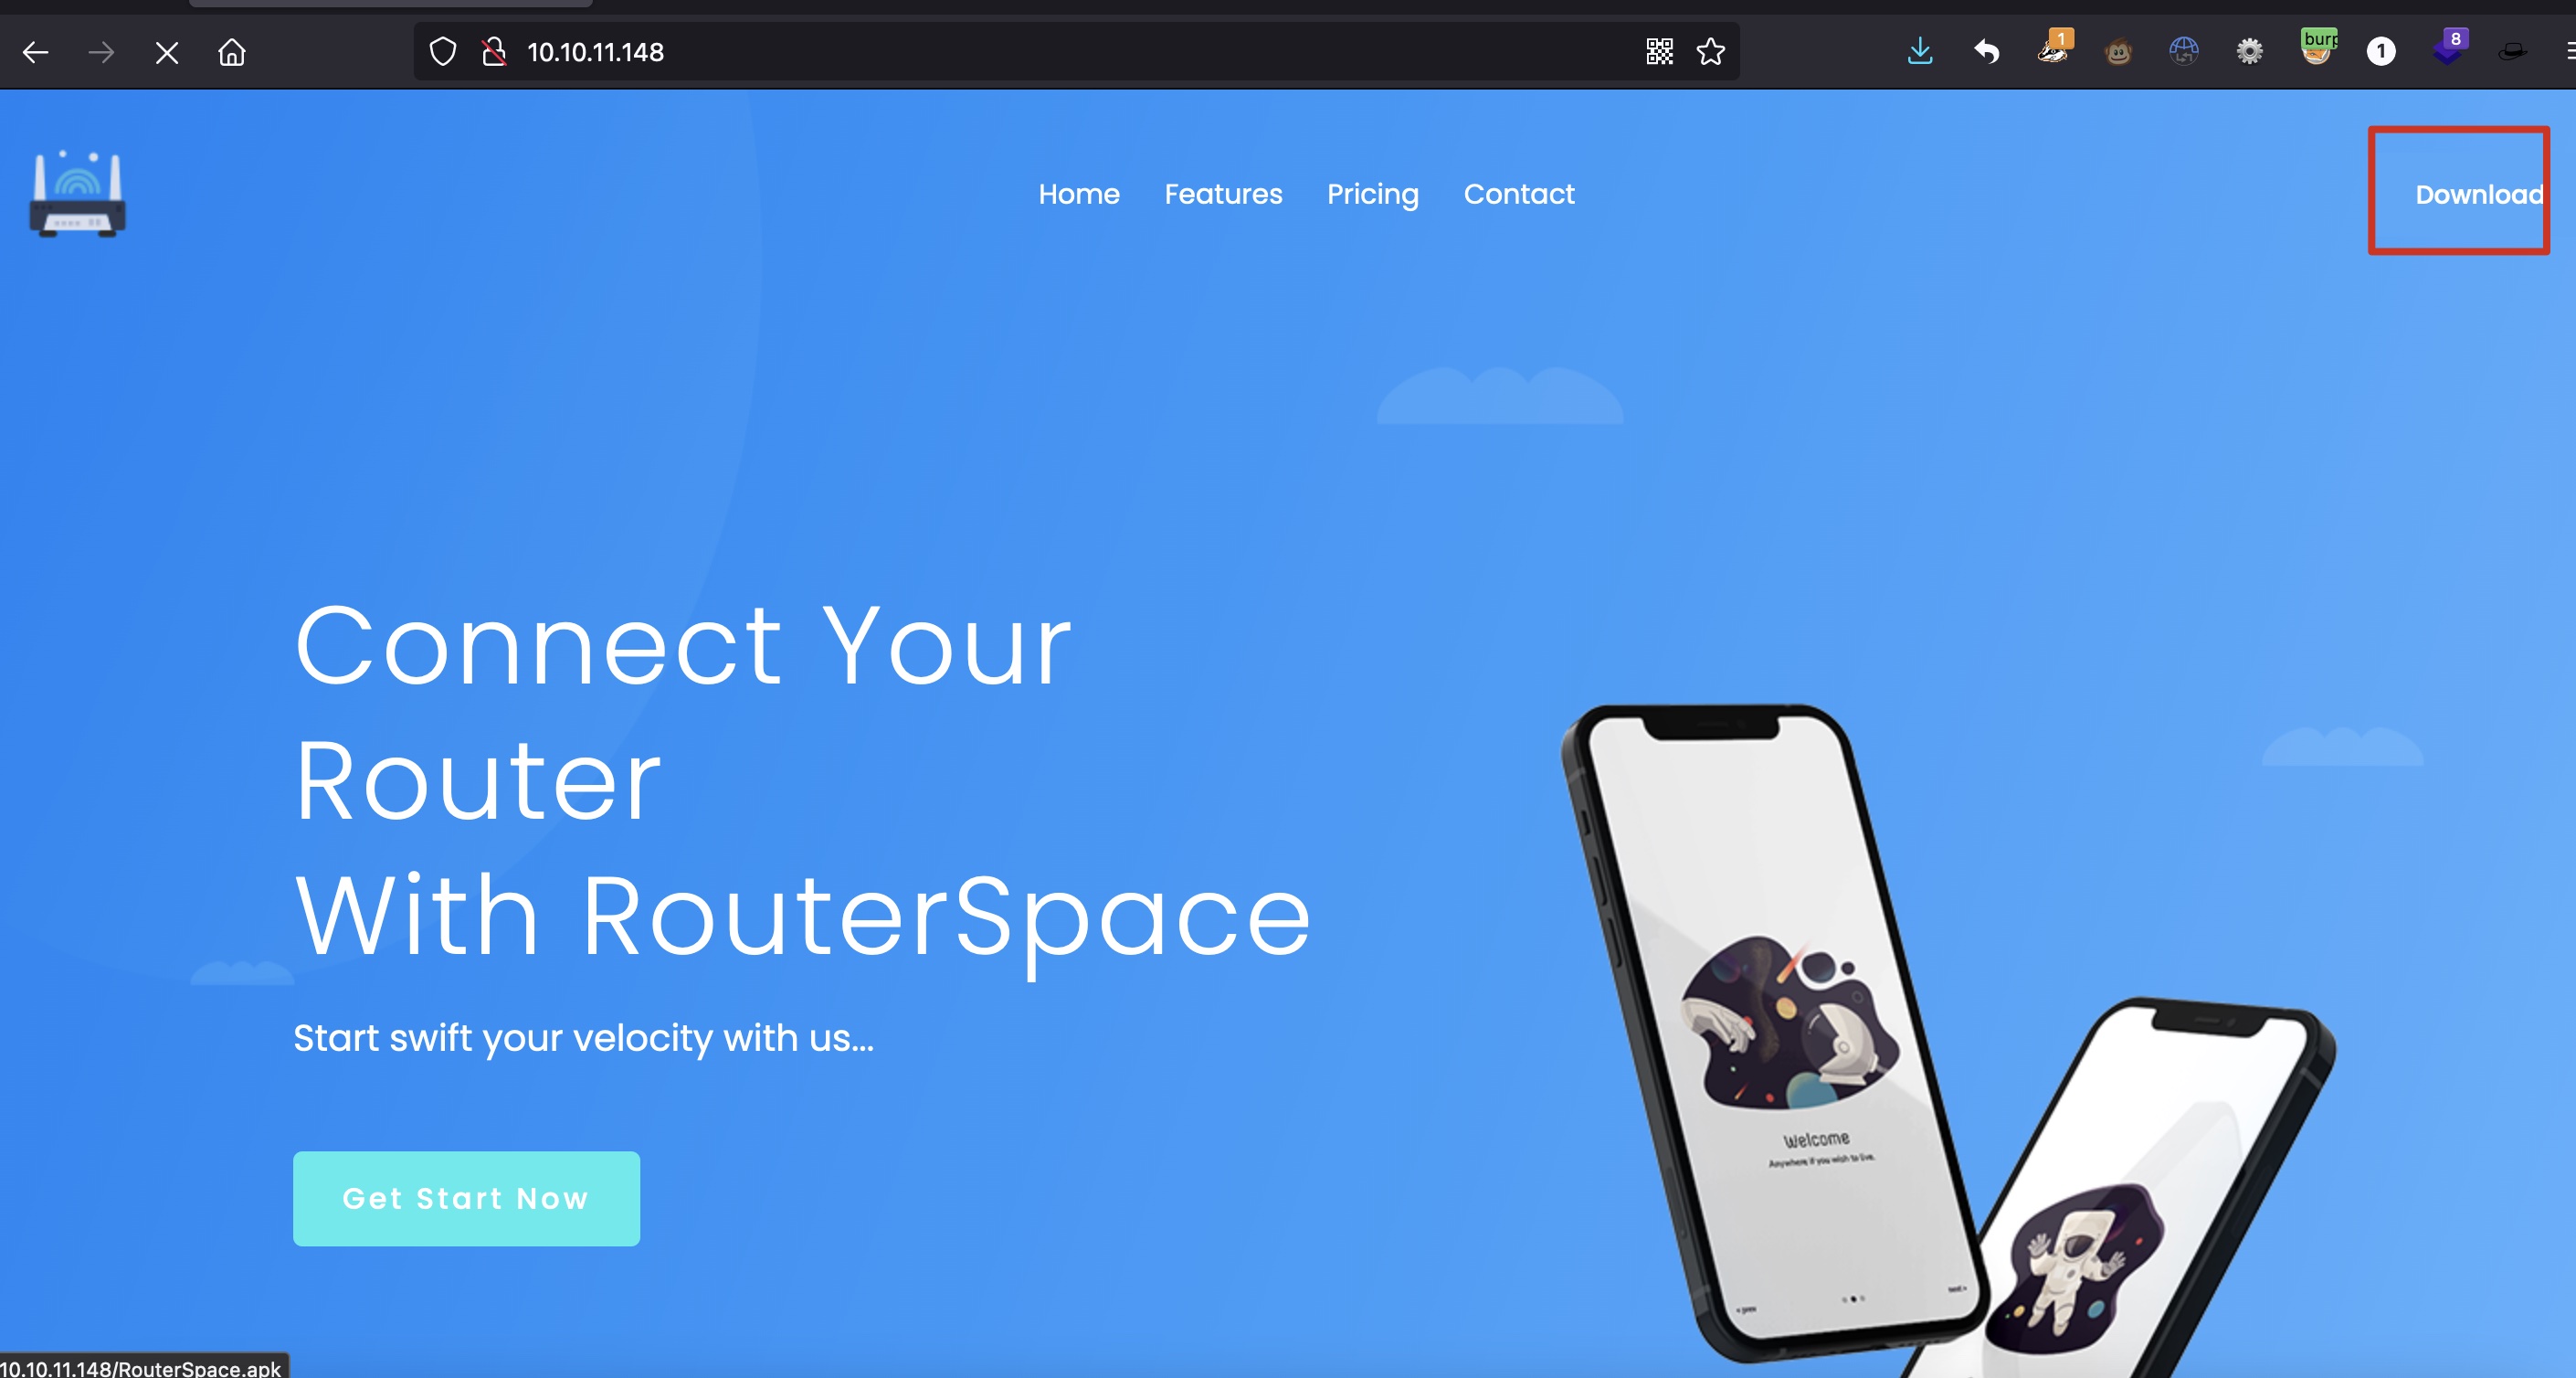 10.10.11.148
1
burp
1
8
Home Features Pricing Contact
Download
Connect Your
Router
With RouterSpace
Start swift your velocity with us...
Get Start Now
Welcome
Anywhere if you wish to live.
< prev
next >
10.10.11.148/RouterSpace.apk